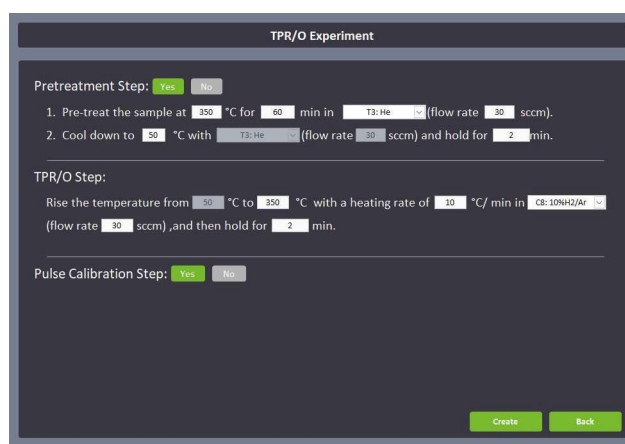 TPR/O Experiment
Pretreatment Step: Yes No
1. Pre-treat the sample at 350 °C for 60 min in T3: He (flow rate 30 sccm).
2. Cool down to 50 °C with T3: He (flow rate 30 sccm) and hold for 2 min.
TPR/O Step:
Rise the temperature from 50 °C to 350 °C with a heating rate of 10 °C/ min in C8: 10%H2/Ar
(flow rate 30 sccm) ,and then hold for 2 min.
Pulse Calibration Step: Yes No
Create Back